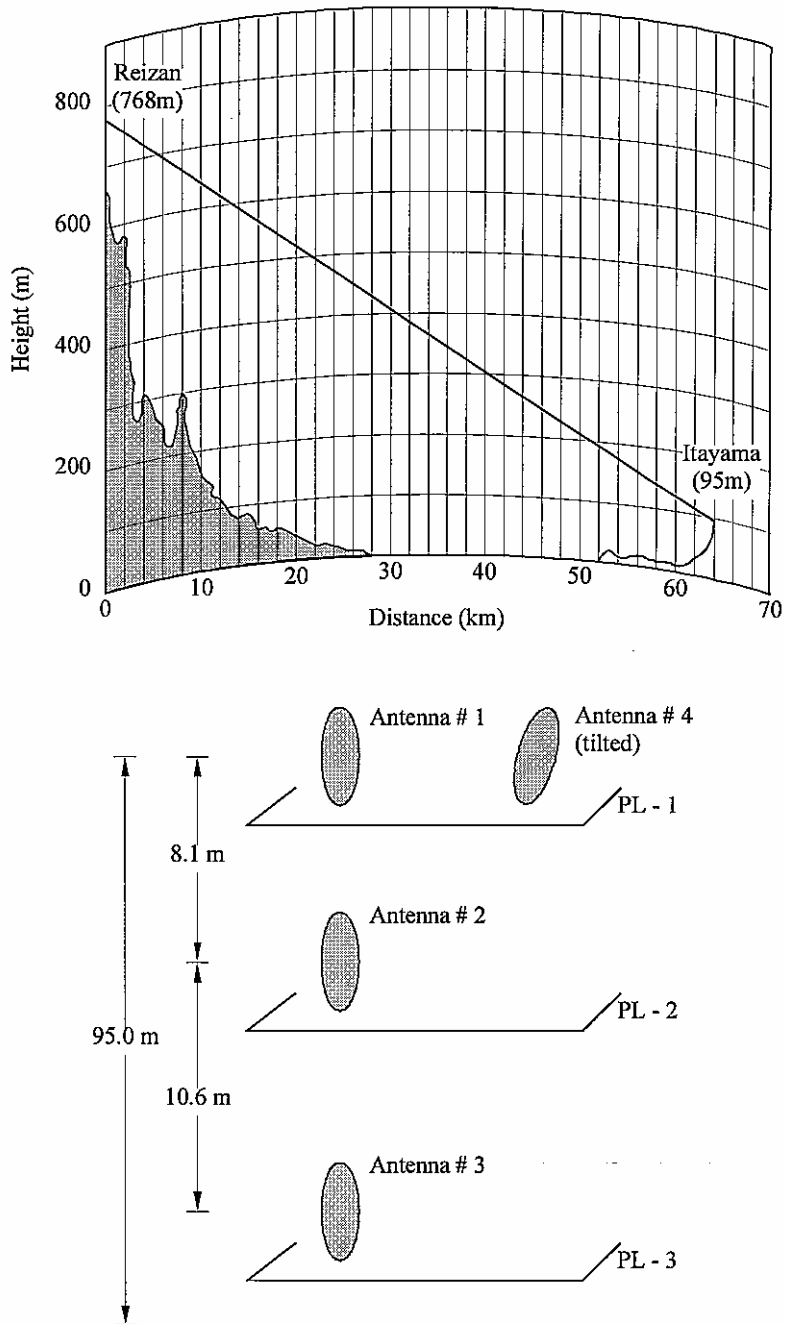 Reizan
(768m)
800
600
400
200
0
Height (m)
Itayama
(95m)
0
10
20
30
40
50
60
70
Distance (km)
Antenna # 1
Antenna # 4
(tilted)
PL - 1
8.1 m
Antenna # 2
PL - 2
95.0 m
10.6 m
Antenna # 3
PL - 3